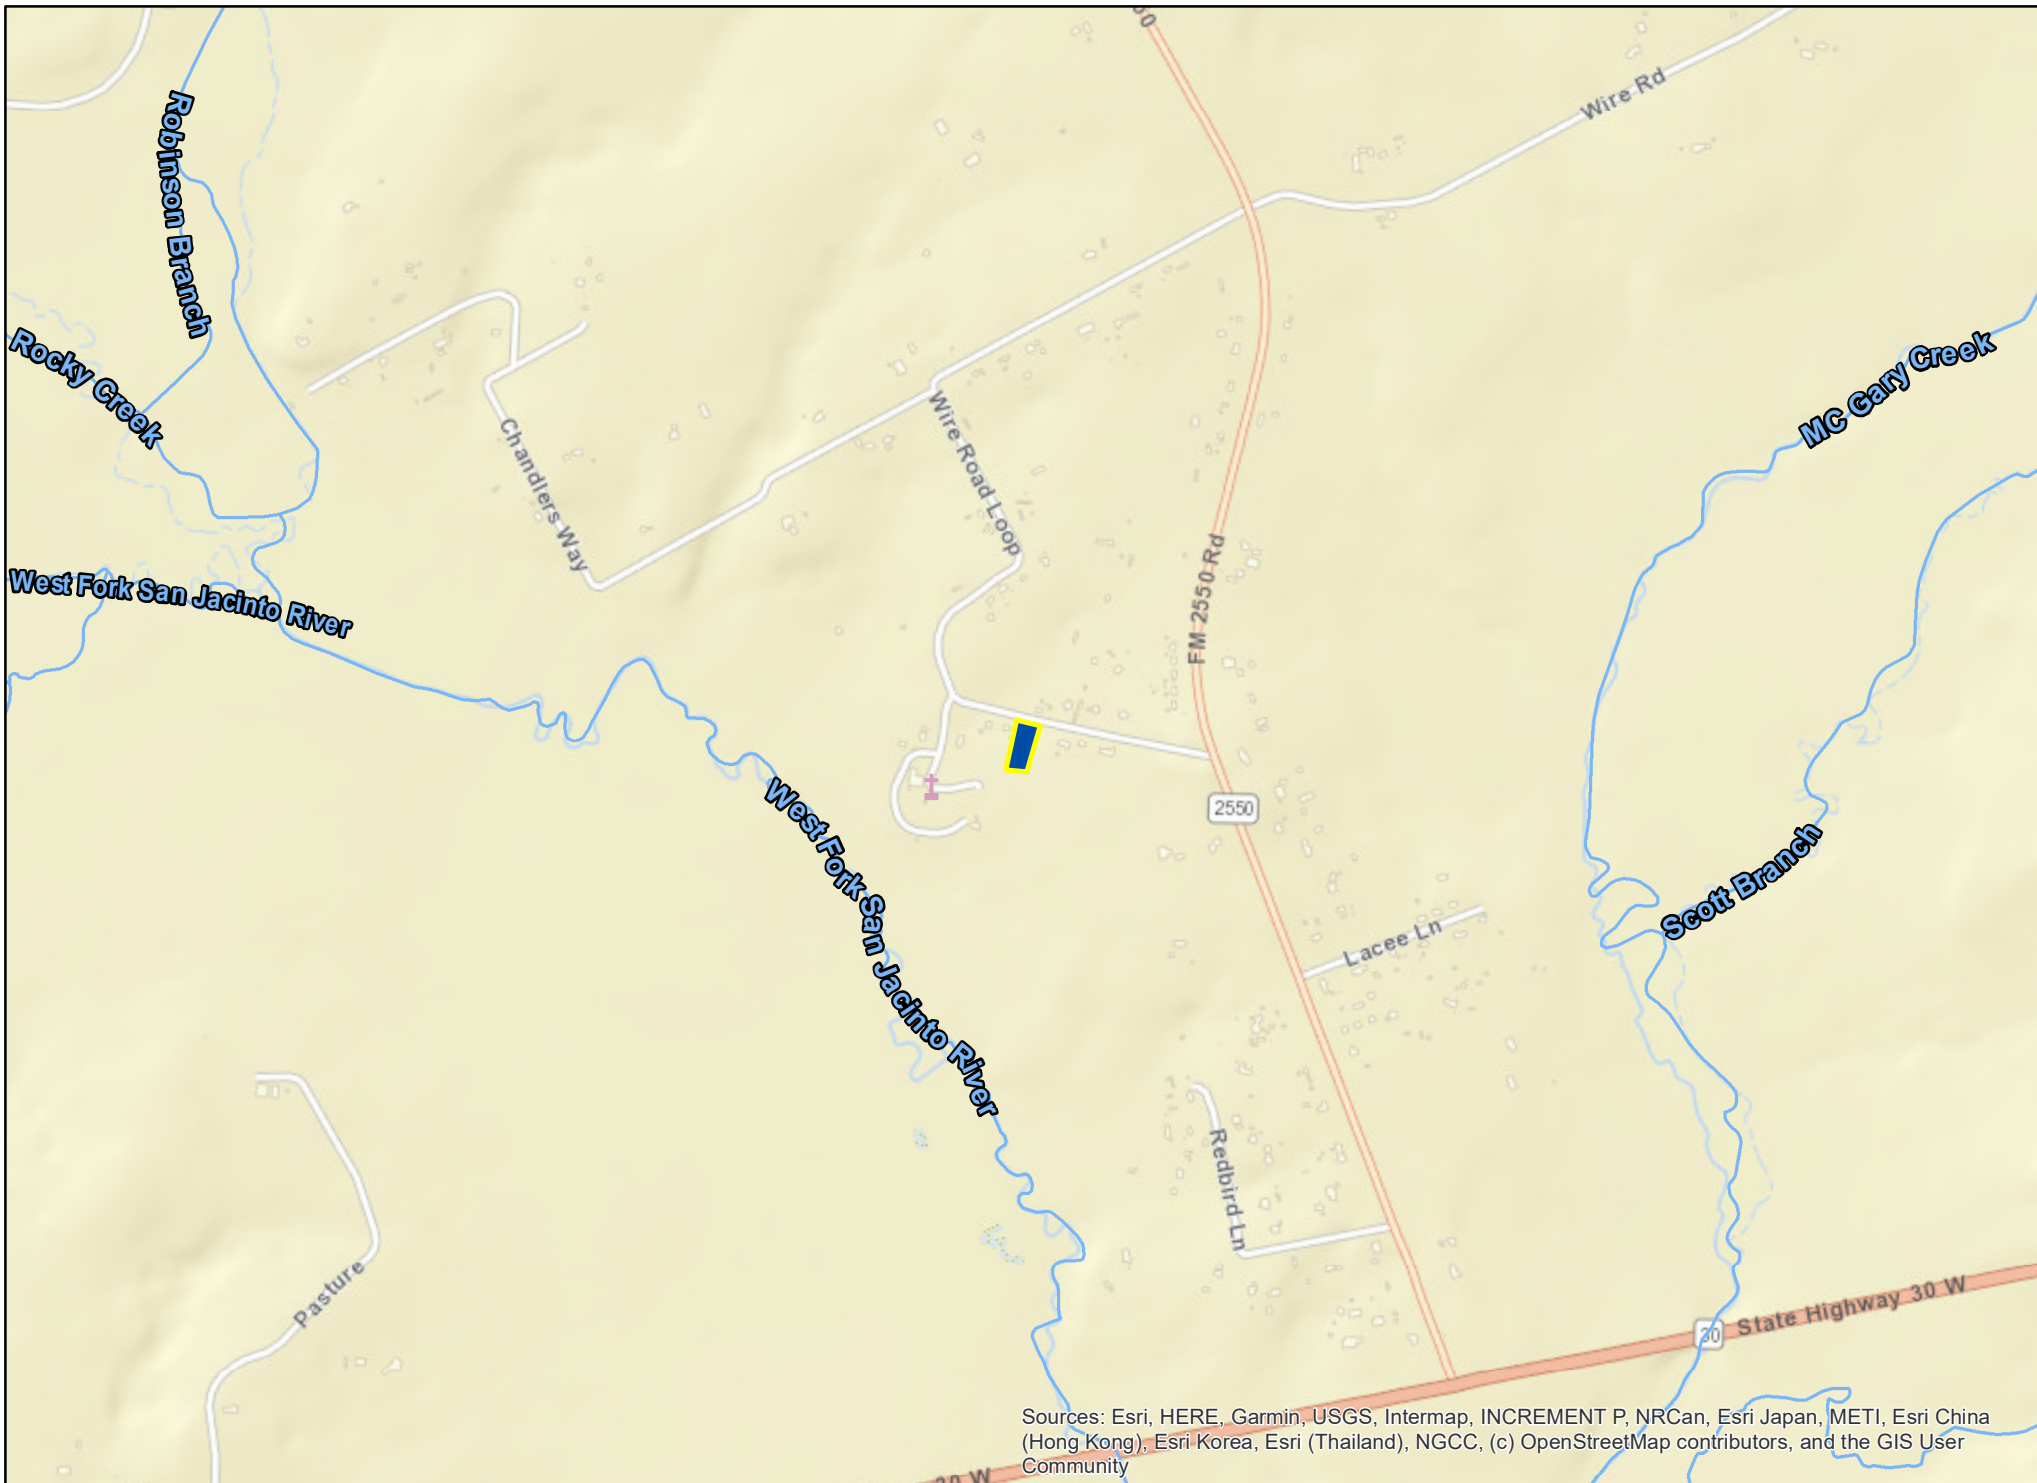 Wire Rd
Robinson Branch
Rocky Creek
MC Gary Creek
Chandlers Way
Wire Road Loop
FM 2550 Rd
West Fork San Jacinto River
2550
West Fork San Jacinto River
Scott Branch
Lacee Ln
Redbird Ln
Pasture
State Highway 30 W
30
30 W
Sources: Esri, HERE, Garmin, USGS, Intermap, INCREMENT P, NRCan, Esri Japan, METI, Esri China
(Hong Kong), Esri Korea, Esri (Thailand), NGCC, (c) OpenStreetMap contributors, and the GIS User
Community